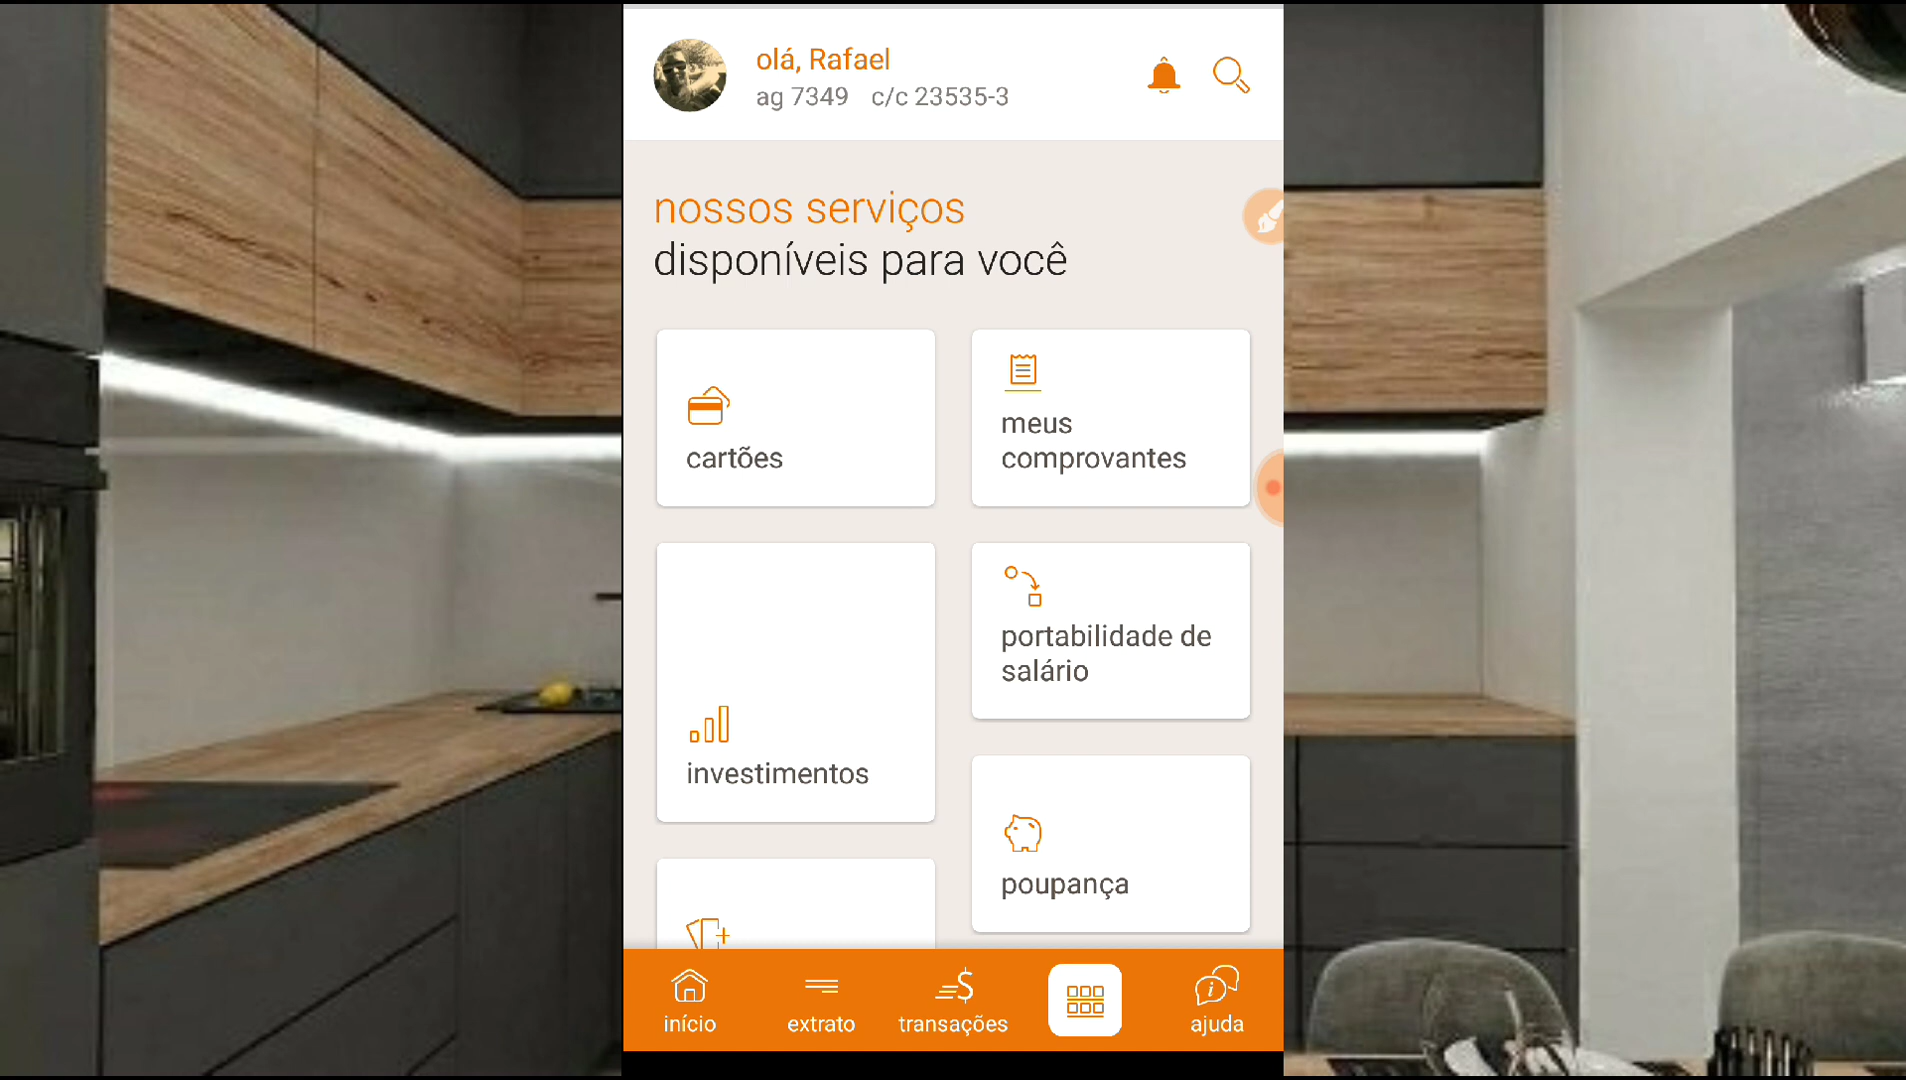 olá, Rafael
ag 7349 c/c 23535-3
nossos serviços
disponíveis para você
cartões
meus
comprovantes
investimentos
portabilidade de
salário
poupança
início
extrato
transações
ajuda